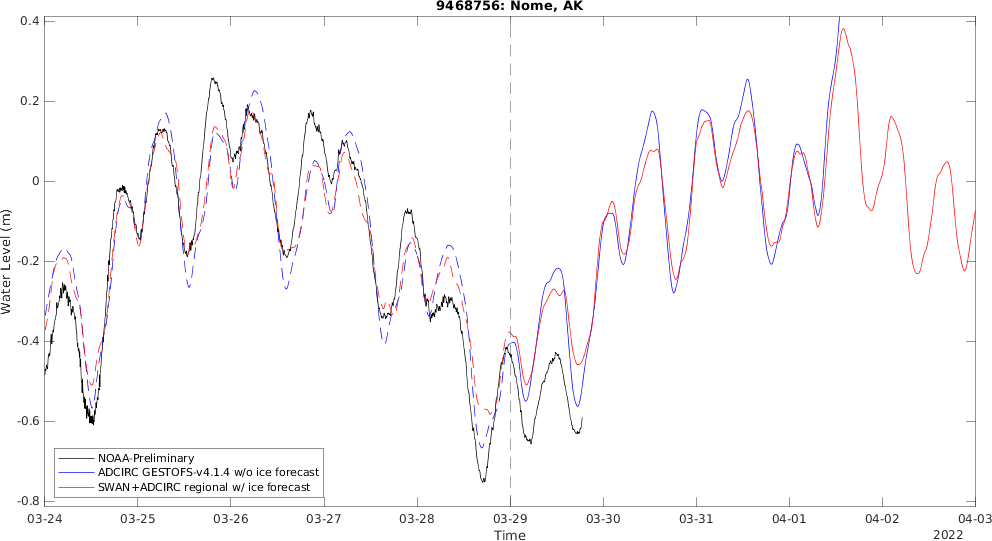 9468756: Nome, AK
Water Level (m)
0.4
0.2
0
-0.2
-0.4
-0.6
-0.8
NOAA-Preliminary
ADCIRC GESTOFS-v4.1.4 w/o ice forecast
SWAN+ADCIRC regional w/ ice forecast
03-24 03-25 03-26 03-27 03-28 03-29 03-30 03-31 04-01 04-02 04-03
Time
2022